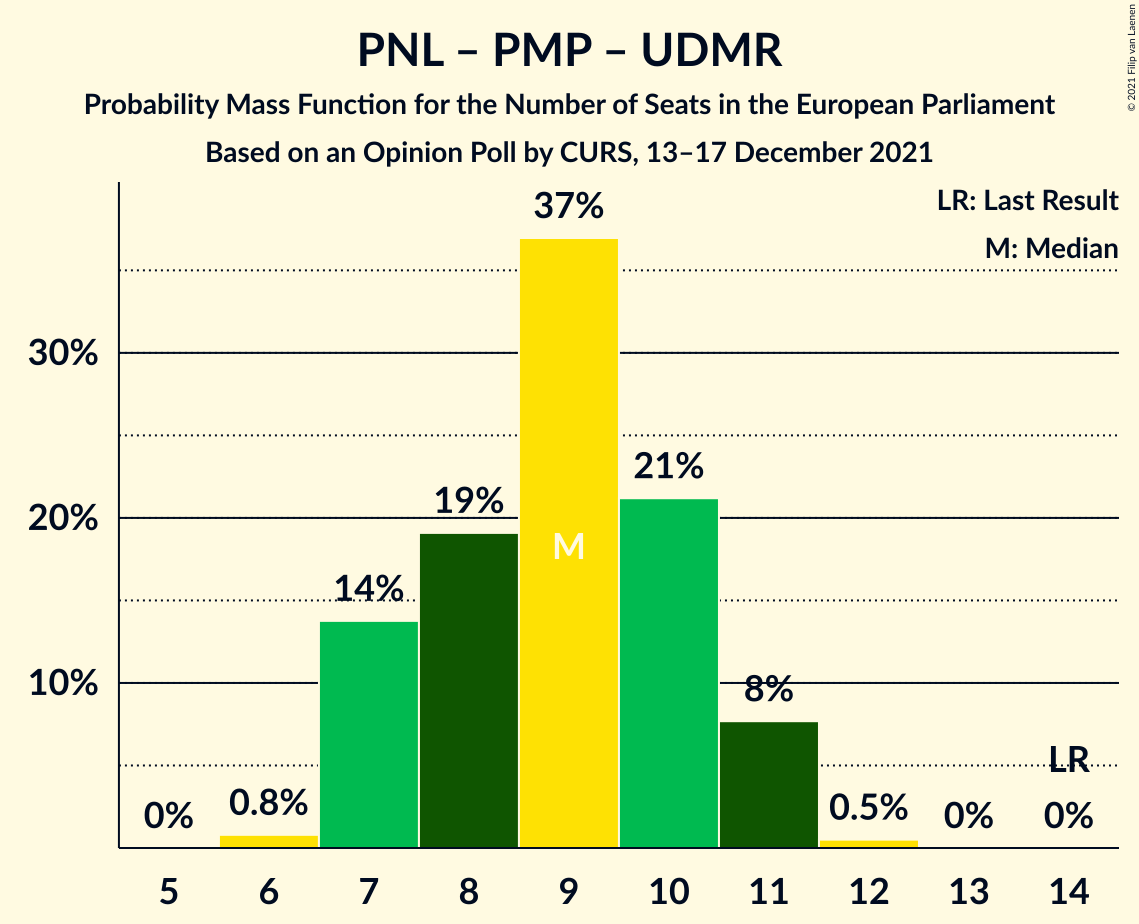 PNL – PMP – UDMR
Probability Mass Function for the Number of Seats in the European Parliament
Based on an Opinion Poll by CURS, 13–17 December 2021
© 2021 Filip van Laenen
LR: Last Result
M: Median
37%
30%
21%
19%
20%
M
14%
10%
8%
LR
0%
0.8%
0.5%
0%
0%
5 6 7 8 9 10 11 12 13 14